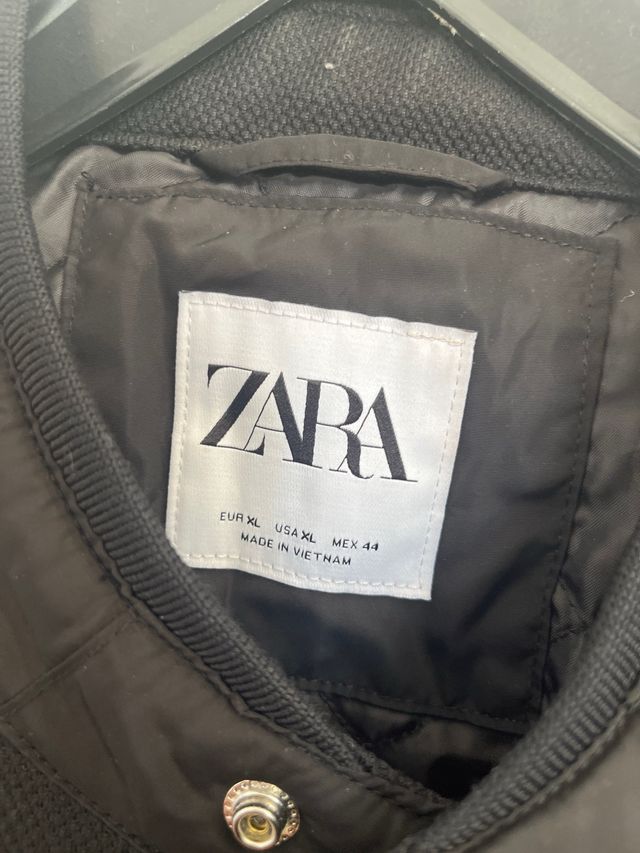 ZARA
EUR XL USA XL MEX 44
MADE IN VIETNAM